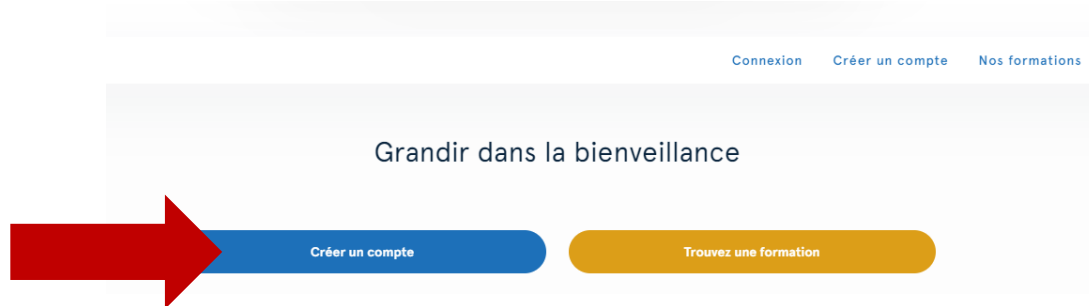 Connexion Créer un compte Nos formations
Grandir dans la bienveillance
Créer un compte Trouvez une formation